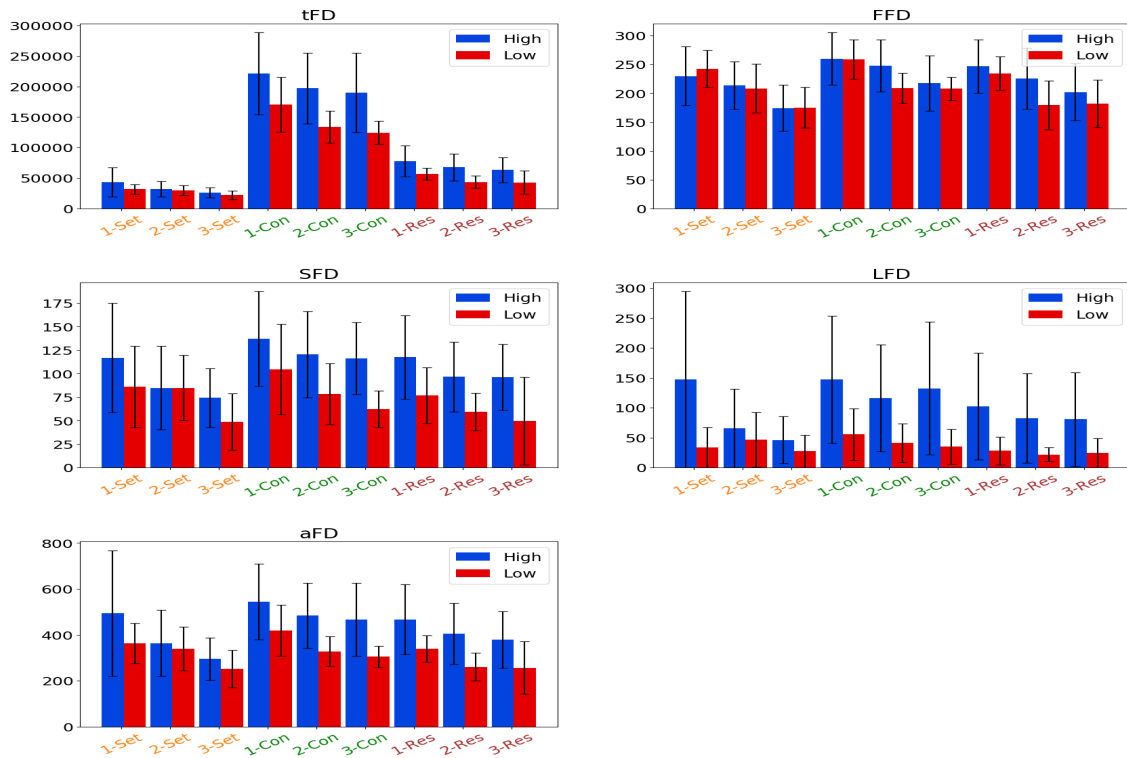 tFD
300000
250000
200000
150000
100000
50000
0
High
Low
1-Set 2-Set 3-Set 1-Con 2-Con 3-Con 1-Res 2-Res 3-Res
FFD
300
250
200
150
100
50
0
High
Low
1-Set 2-Set 3-Set 1-Con 2-Con 3-Con 1-Res 2-Res 3-Res
SFD
175
150
125
100
75
50
25
0
High
Low
1-Set 2-Set 3-Set 1-Con 2-Con 3-Con 1-Res 2-Res 3-Res
LFD
300
250
200
150
100
50
0
High
Low
1-Set 2-Set 3-Set 1-Con 2-Con 3-Con 1-Res 2-Res 3-Res
aFD
800
600
400
200
0
High
Low
1-Set 2-Set 3-Set 1-Con 2-Con 3-Con 1-Res 2-Res 3-Res